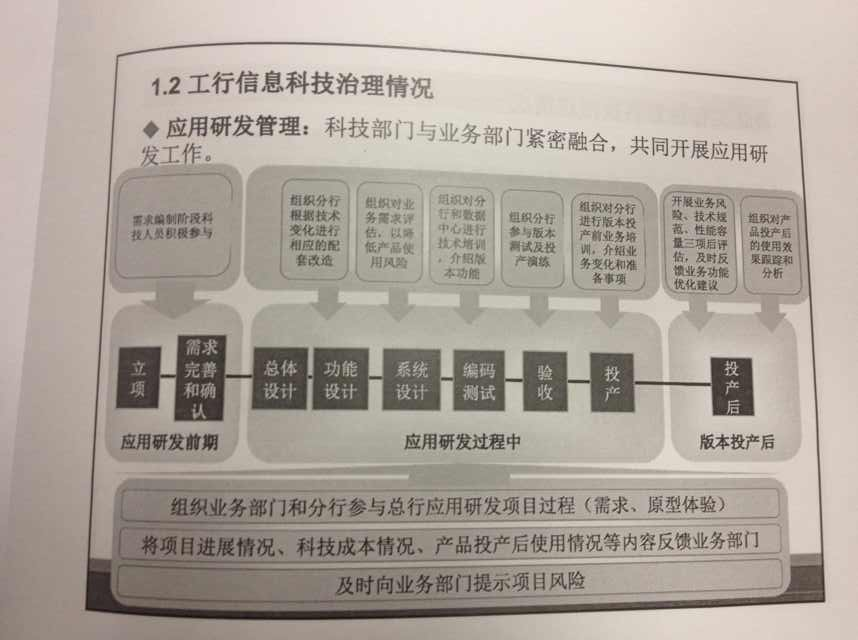 1.2 工行信息科技治理情况
◆ 应用研发管理：科技部门与业务部门紧密融合，共同开展应用研
发工作。
需求编制阶段科
技人员积极参与
组织分行
根据技术
变化进行
相应的配
套改造
组织对业
务需求评
估，以降
低产品使
用风险
组织对分
行和数据
中心进行
技术培训
，介绍版
本功能
组织分行
参与版本
测试及投
产演练
组织对分行
进行版本投
产前业务培
训，介绍业
务变化和准
备事项
开展业务风
险、技术规
范、性能容
量三项后评
估，及时反
馈业务功能
优化建议
组织对产
品投产后
的使用效
果跟踪和
分析
立
项
需求
完善
和确
认
总体
设计
功能
设计
系统
设计
编码
测试
验
收
投
产
投
产
后
应用研发前期
应用研发过程中
版本投产后
组织业务部门和分行参与总行应用研发项目过程（需求、原型体验）
将项目进展情况、科技成本情况、产品投产后使用情况等内容反馈业务部门
及时向业务部门提示项目风险